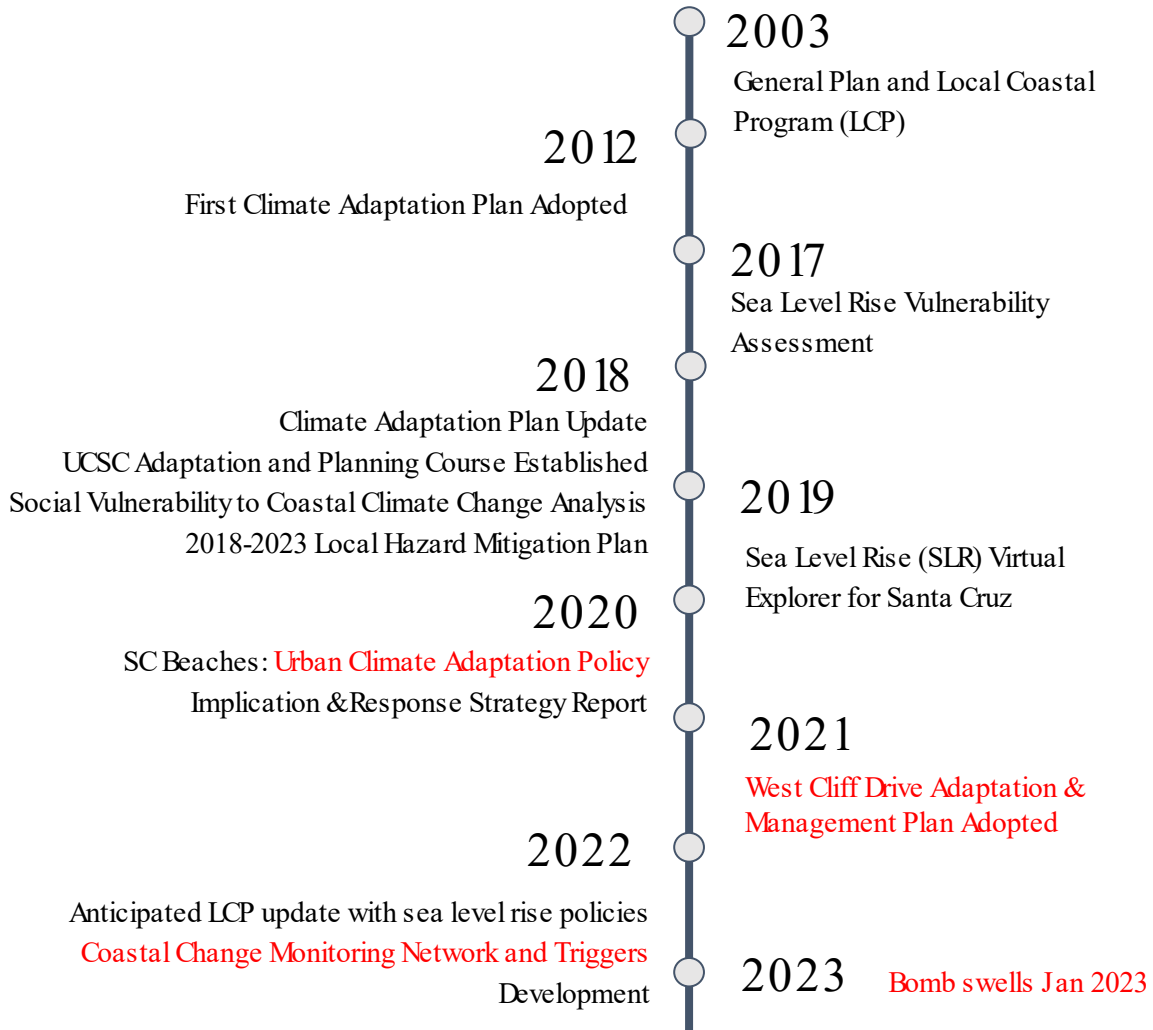 2003
General Plan and Local Coastal
Program (LCP)
2012
First Climate Adaptation Plan Adopted
2017
Sea Level Rise Vulnerability
Assessment
2018
Climate Adaptation Plan Update
UCSC Adaptation and Planning Course Established
Social Vulnerability to Coastal Climate Change Analysis
2018-2023 Local Hazard Mitigation Plan
2019
Sea Level Rise (SLR) Virtual
Explorer for Santa Cruz
2020
SC Beaches: Urban Climate Adaptation Policy
Implication & Response Strategy Report
2021
West Cliff Drive Adaptation &
Management Plan Adopted
2022
Anticipated LCP update with sea level rise policies
Coastal Change Monitoring Network and Triggers
Development
2023 Bomb swells Jan 2023